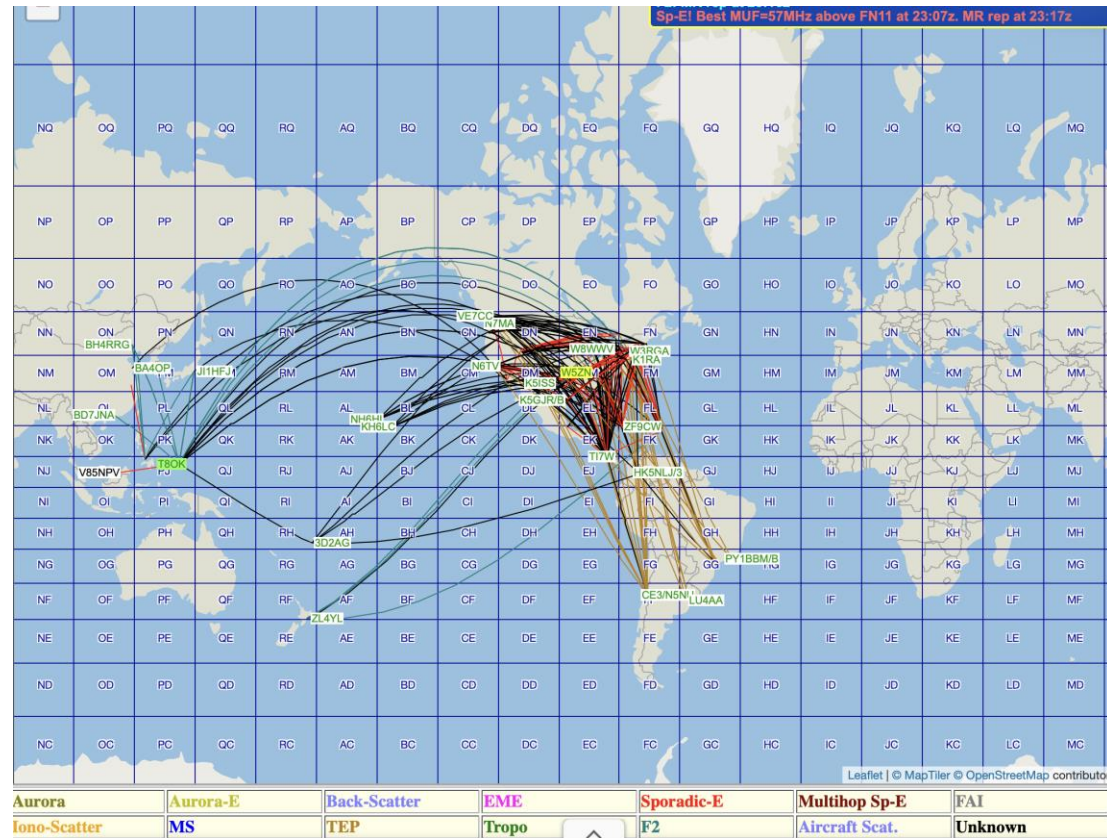 Sp-E! Best MUF=57MHz above FN11 at 23:07z. MR rep at 23:17z
NQ OQ PQ QQ RQ AQ BQ CQ DQ EQ FQ GQ HQ IQ JQ KQ LQ MQ
NP OP PP QP RP AP BP CP DP EP FP GP HP IP JP KP LP MP
NO OO PO QO RO AO BO CO DO EO FO GO HO IO JO KO LO MO
VE7CC
N7MA
NN ON PN QN RN AN BN CN DN EN FN GN HN IN JN KN LN MN
BH4RRG W8WWV W3RGA
K1RA
NM OM BA4OP JI1HFJ RM AM BM CM N6TV DM W5ZN FM GM HM IM JM KM LM MM
K5ISS
K5GJR/B
NL OL PL QL RL AL BL CL DL EL FL GL HL IL JL KL LL ML
BD7JNA NH6HI
KH6LC ZF9CW
NK OK PK QK RK AK BK CK DK EK FK GK HK IK JK KK LK MK
TI7W
T8OK
V85NPV HK5NLJ/3
NJ PJ QJ RJ AJ BJ CJ DJ EJ GJ HJ IJ JJ KJ LJ MJ
NI OI PI QI RI AI BI CI DI EI FI GI HI II JI KI LI MI
NH OH PH QH RH AH BH CH DH EH FH GH HH IH JH KH LH MH
3D2AG
PY1BBM/B
NG OG PG QG RG AG BG CG DG EG FG GG IG JG KG LG MG
NF OF PF QF RF AF BF CF DF EF CE3/N5NU LU4AA HF IF JF KF LF MF
ZL4YL
NE OE PE QE RE AE BE CE DE EE FE GE HE IE JE KE LE ME
ND OD PD QD RD AD BD CD DD ED FD GD HD ID JD KD LD MD
NC OC PC QC RC AC BC CC DC EC FC GC HC IC JC KC LC MC
Leaflet | © MapTiler © OpenStreetMap contributo
Aurora Aurora-E Back-Scatter EME Sporadic-E Multihop Sp-E FAI
Iono-Scatter MS TEP Tropo F2 Aircraft Scat. Unknown